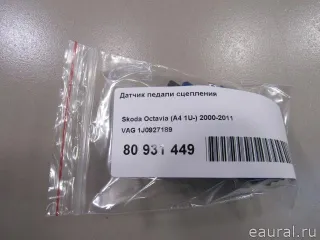 Датчик педали сцепления
Skoda Octavia (A4 1U-) 2000-2011
VAG 1J0927189
80 931 449
eaural.ru